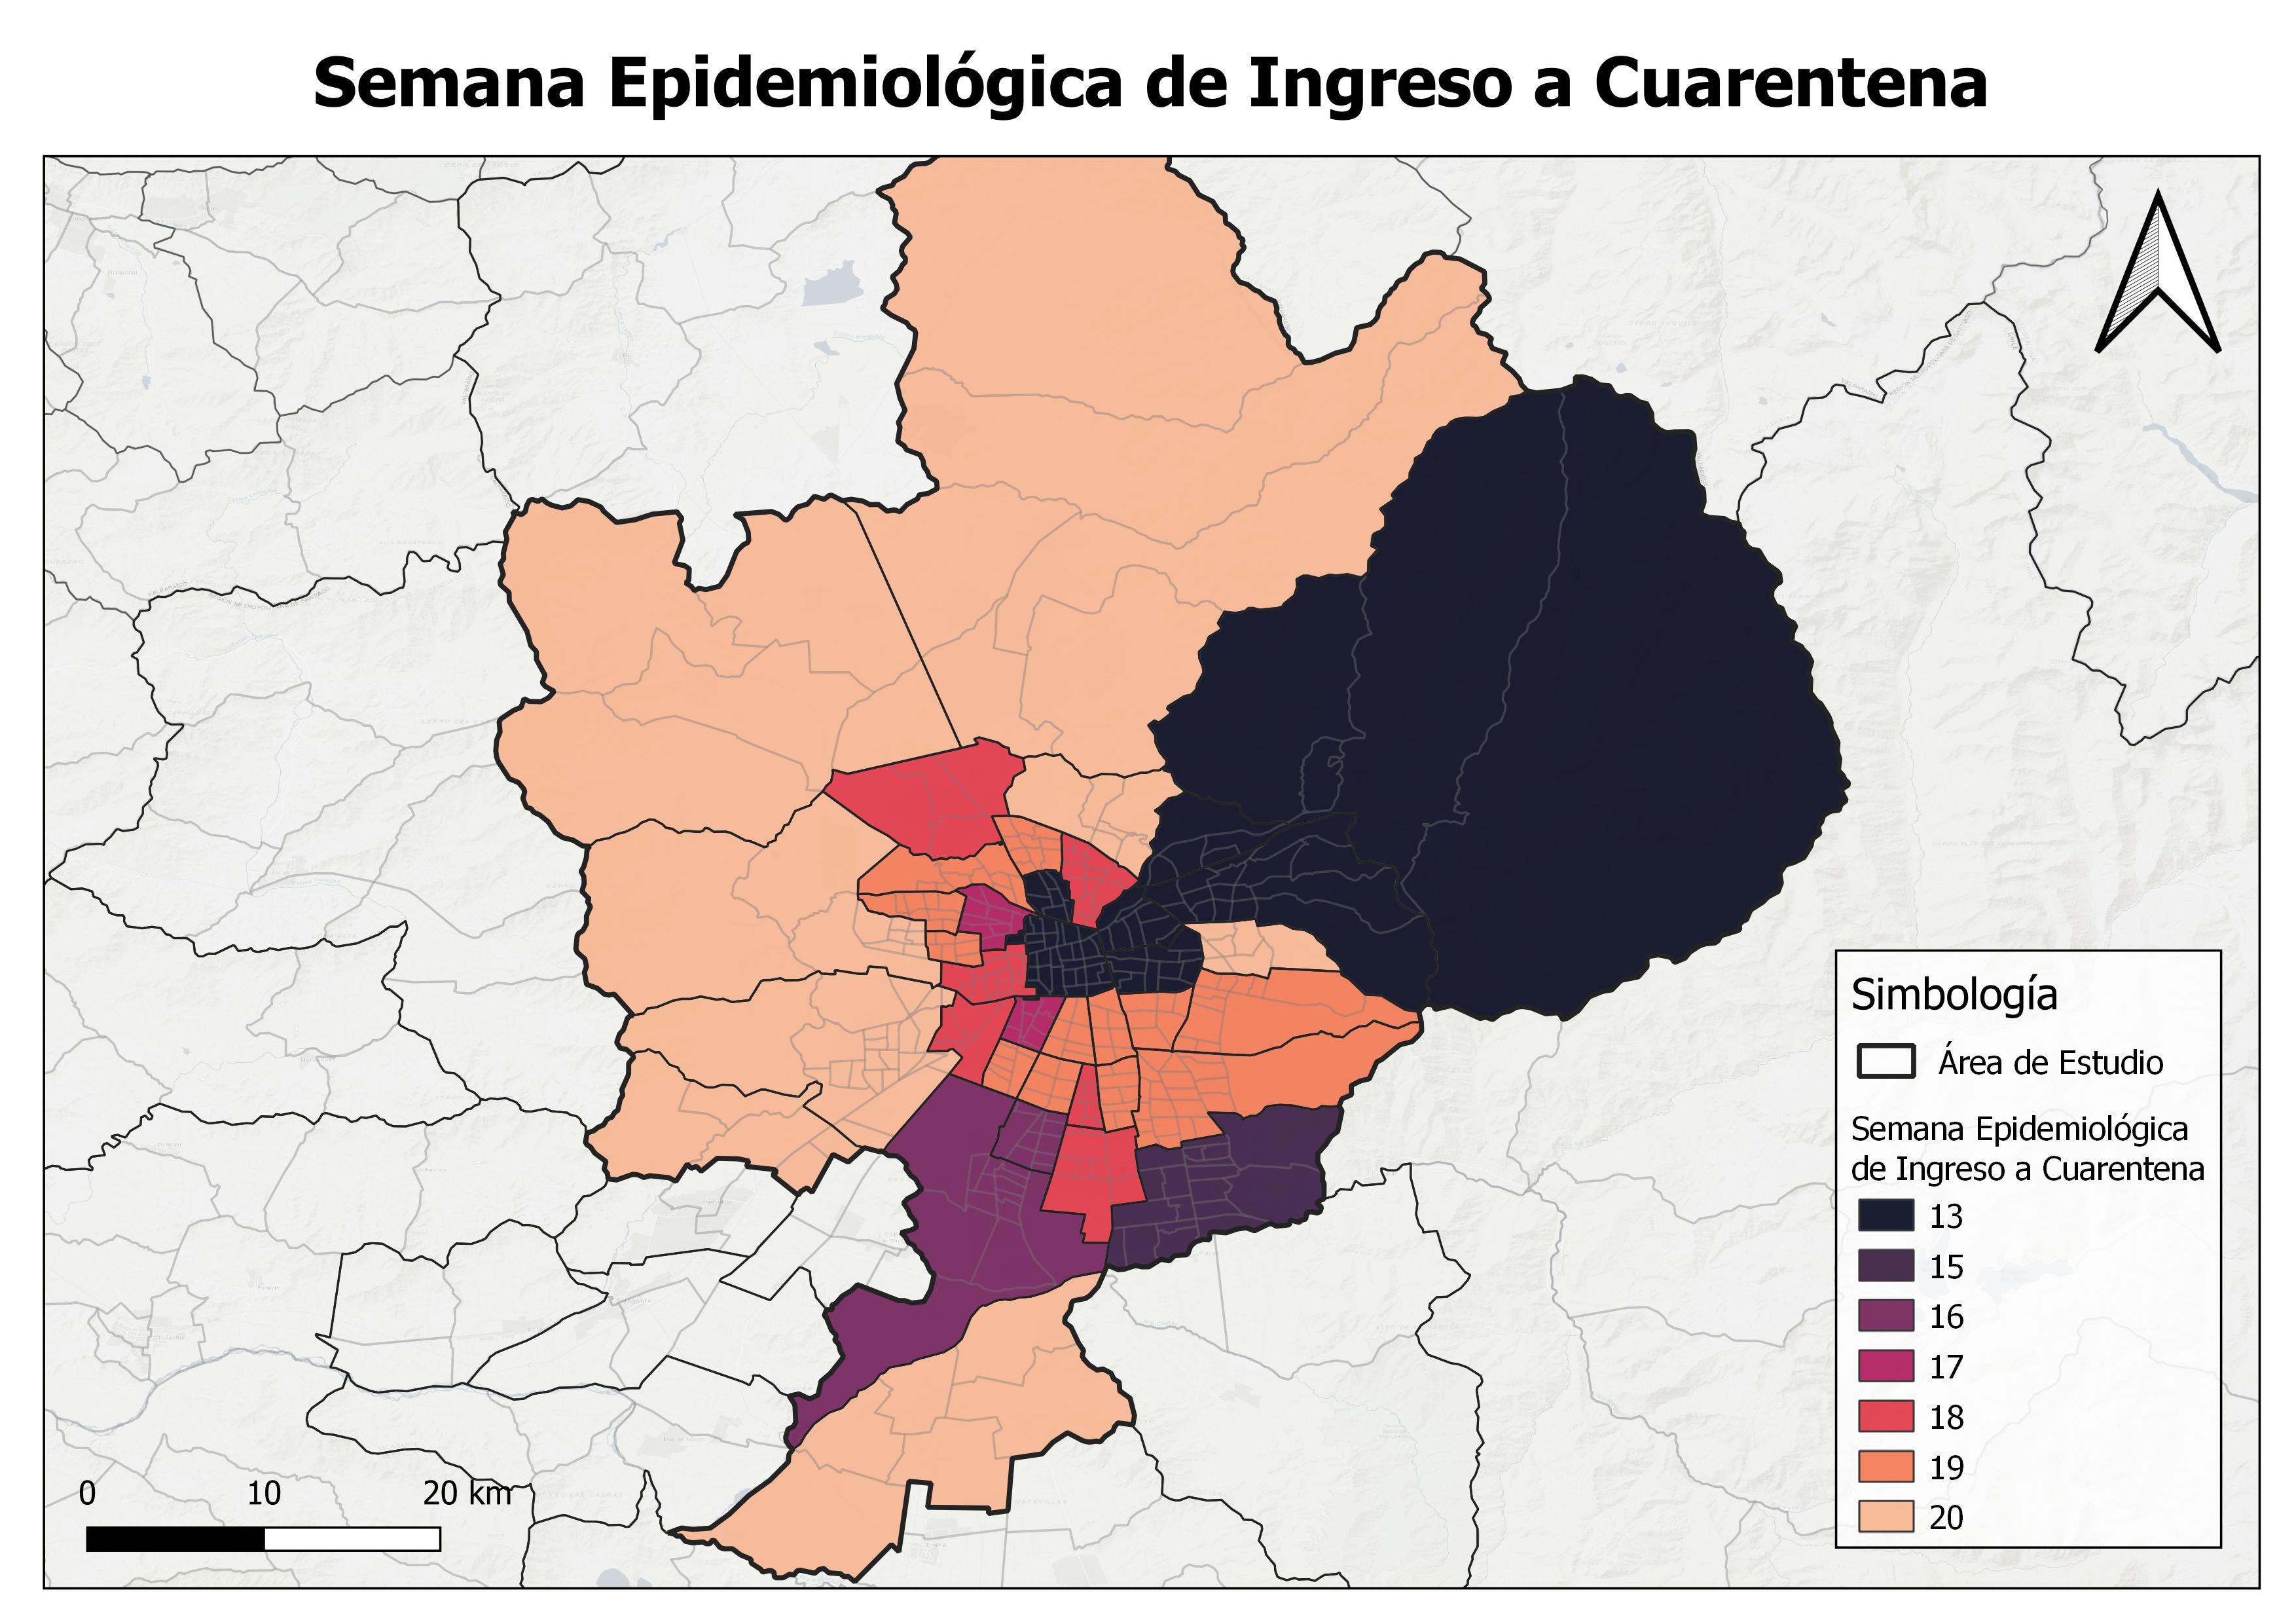 Semana Epidemiológica de Ingreso a Cuarentena
Simbología
Área de Estudio
Semana Epidemiológica
de Ingreso a Cuarentena
13
15
16
17
18
19
20
0 10 20 km